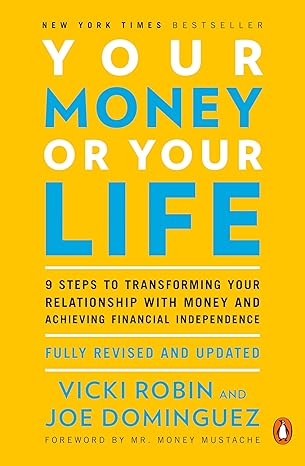 NEW YORK TIMES BESTSELLER
YOUR
MONEY
OR YOUR
LIFE
9 STEPS TO TRANSFORMING YOUR
RELATIONSHIP WITH MONEY AND
ACHIEVING FINANCIAL INDEPENDENCE
FULLY REVISED AND UPDATED
VICKI ROBIN AND
JOE DOMINGUEZ
FOREWORD BY MR. MONEY MUSTACHE